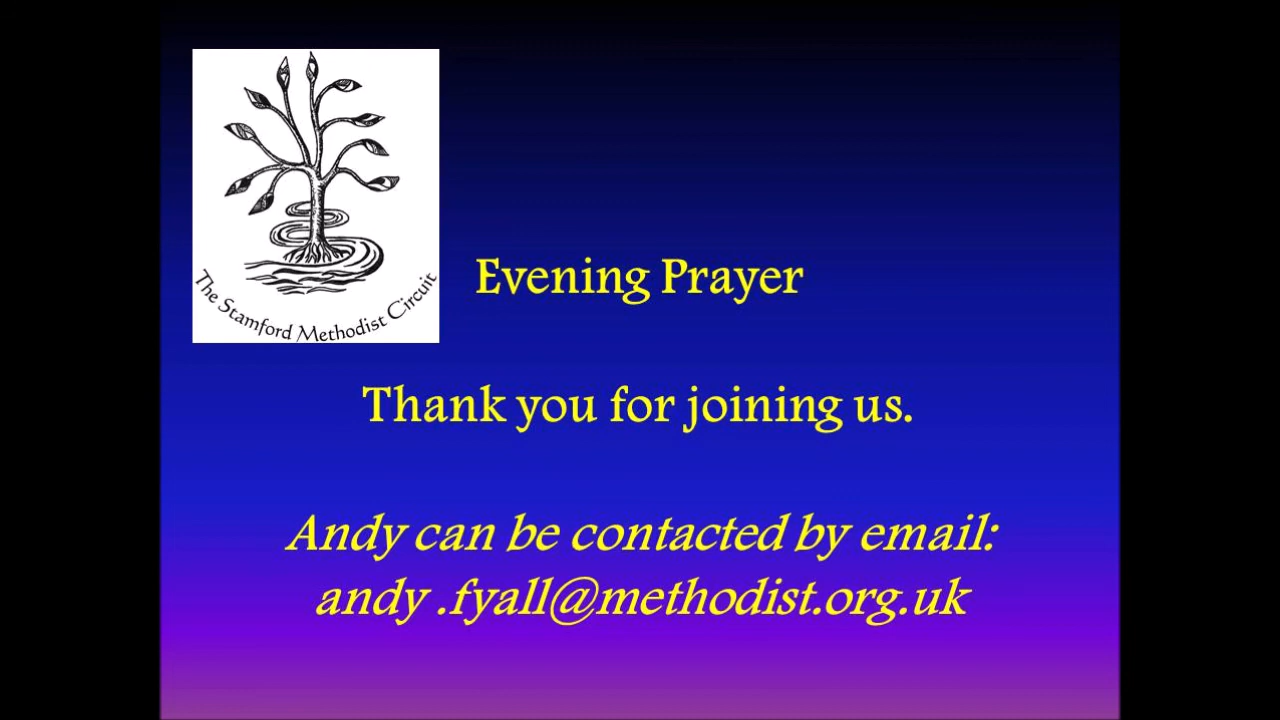 The Stamford Methodist Circuit
Evening Prayer
Thank you for joining us.
Andy can be contacted by email:
andy .fyall@methodist.org.uk